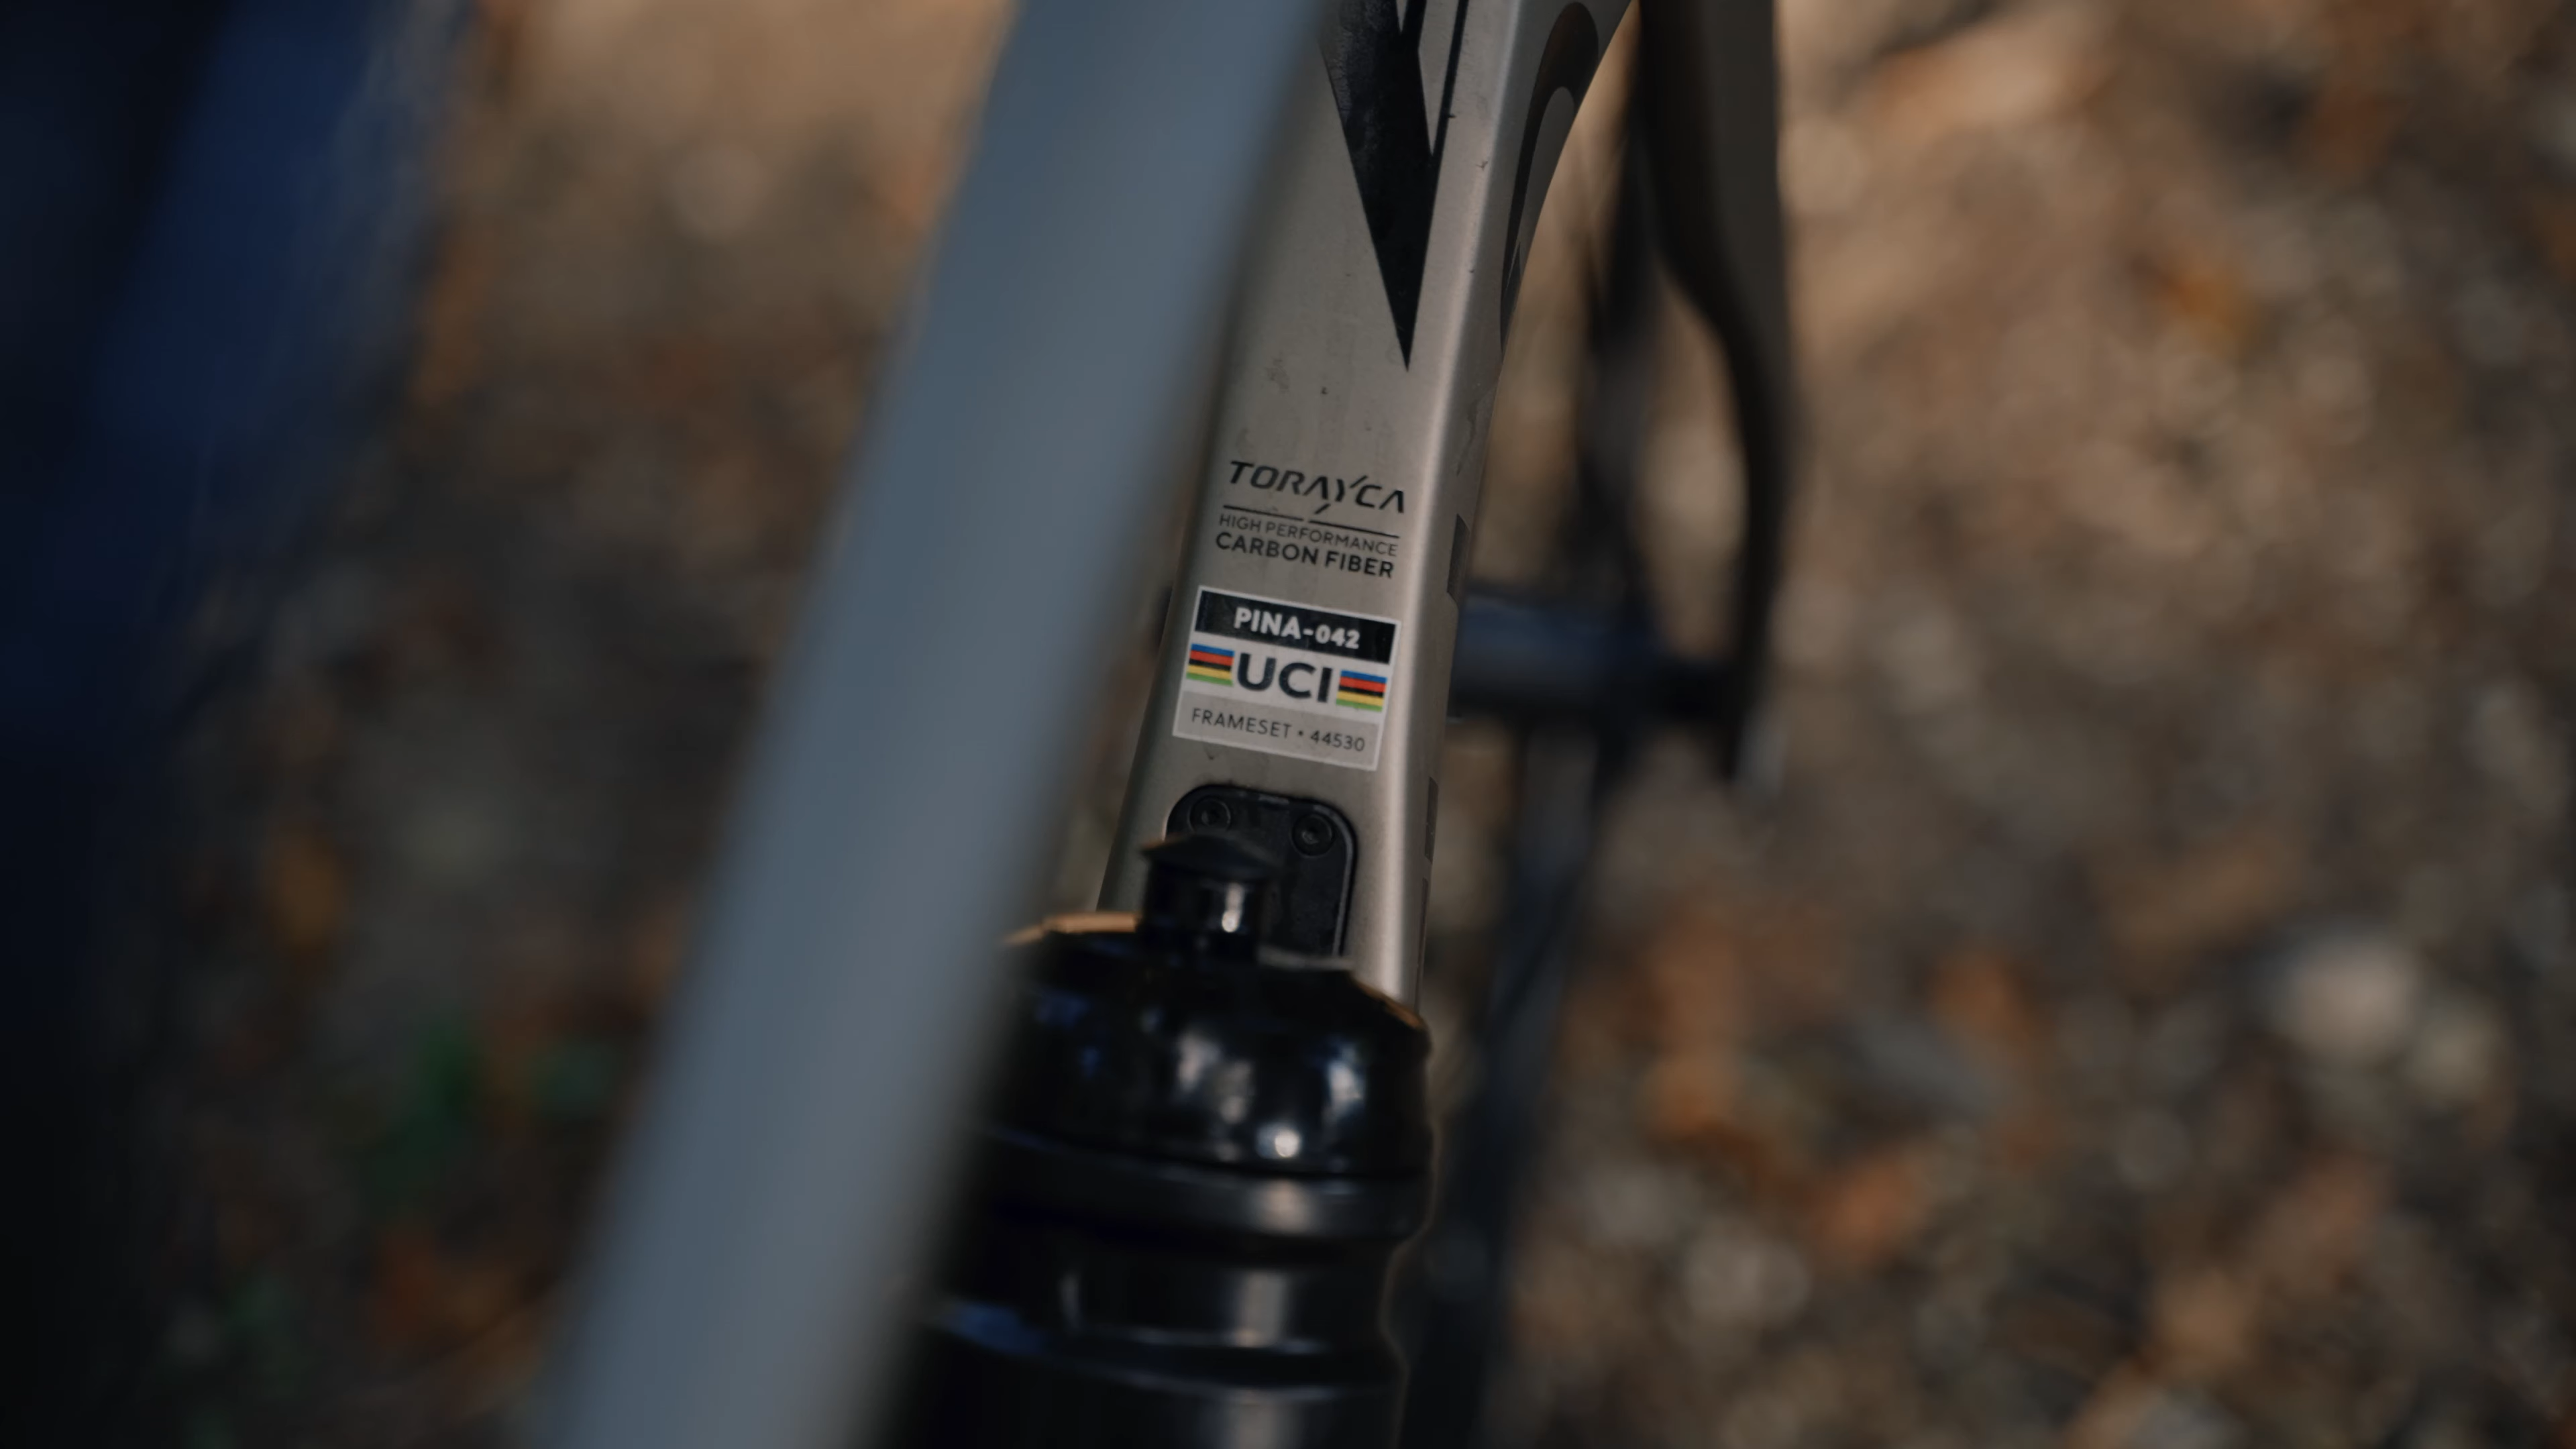 TORAYCA
HIGH PERFORMANCE
CARBON FIBER
PINA-042
UCI
FRAMESET • 44530